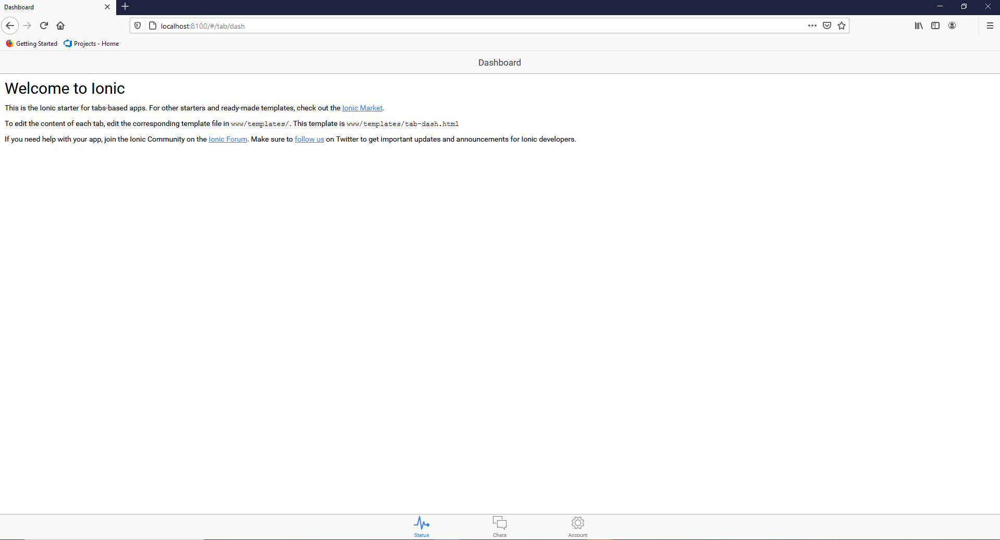 Dashboard
localhost:8100/#/tab/dash
Getting Started Projects - Home
Dashboard
Welcome to Ionic
This is the Ionic starter for tabs-based apps. For other starters and ready-made templates, check out the Ionic Market.
To edit the content of each tab, edit the corresponding template file in www/templates/. This template is www/templates/tab-dash.html
If you need help with your app, join the Ionic Community on the Ionic Forum. Make sure to follow us on Twitter to get important updates and announcements for Ionic developers.
Status Chats Account